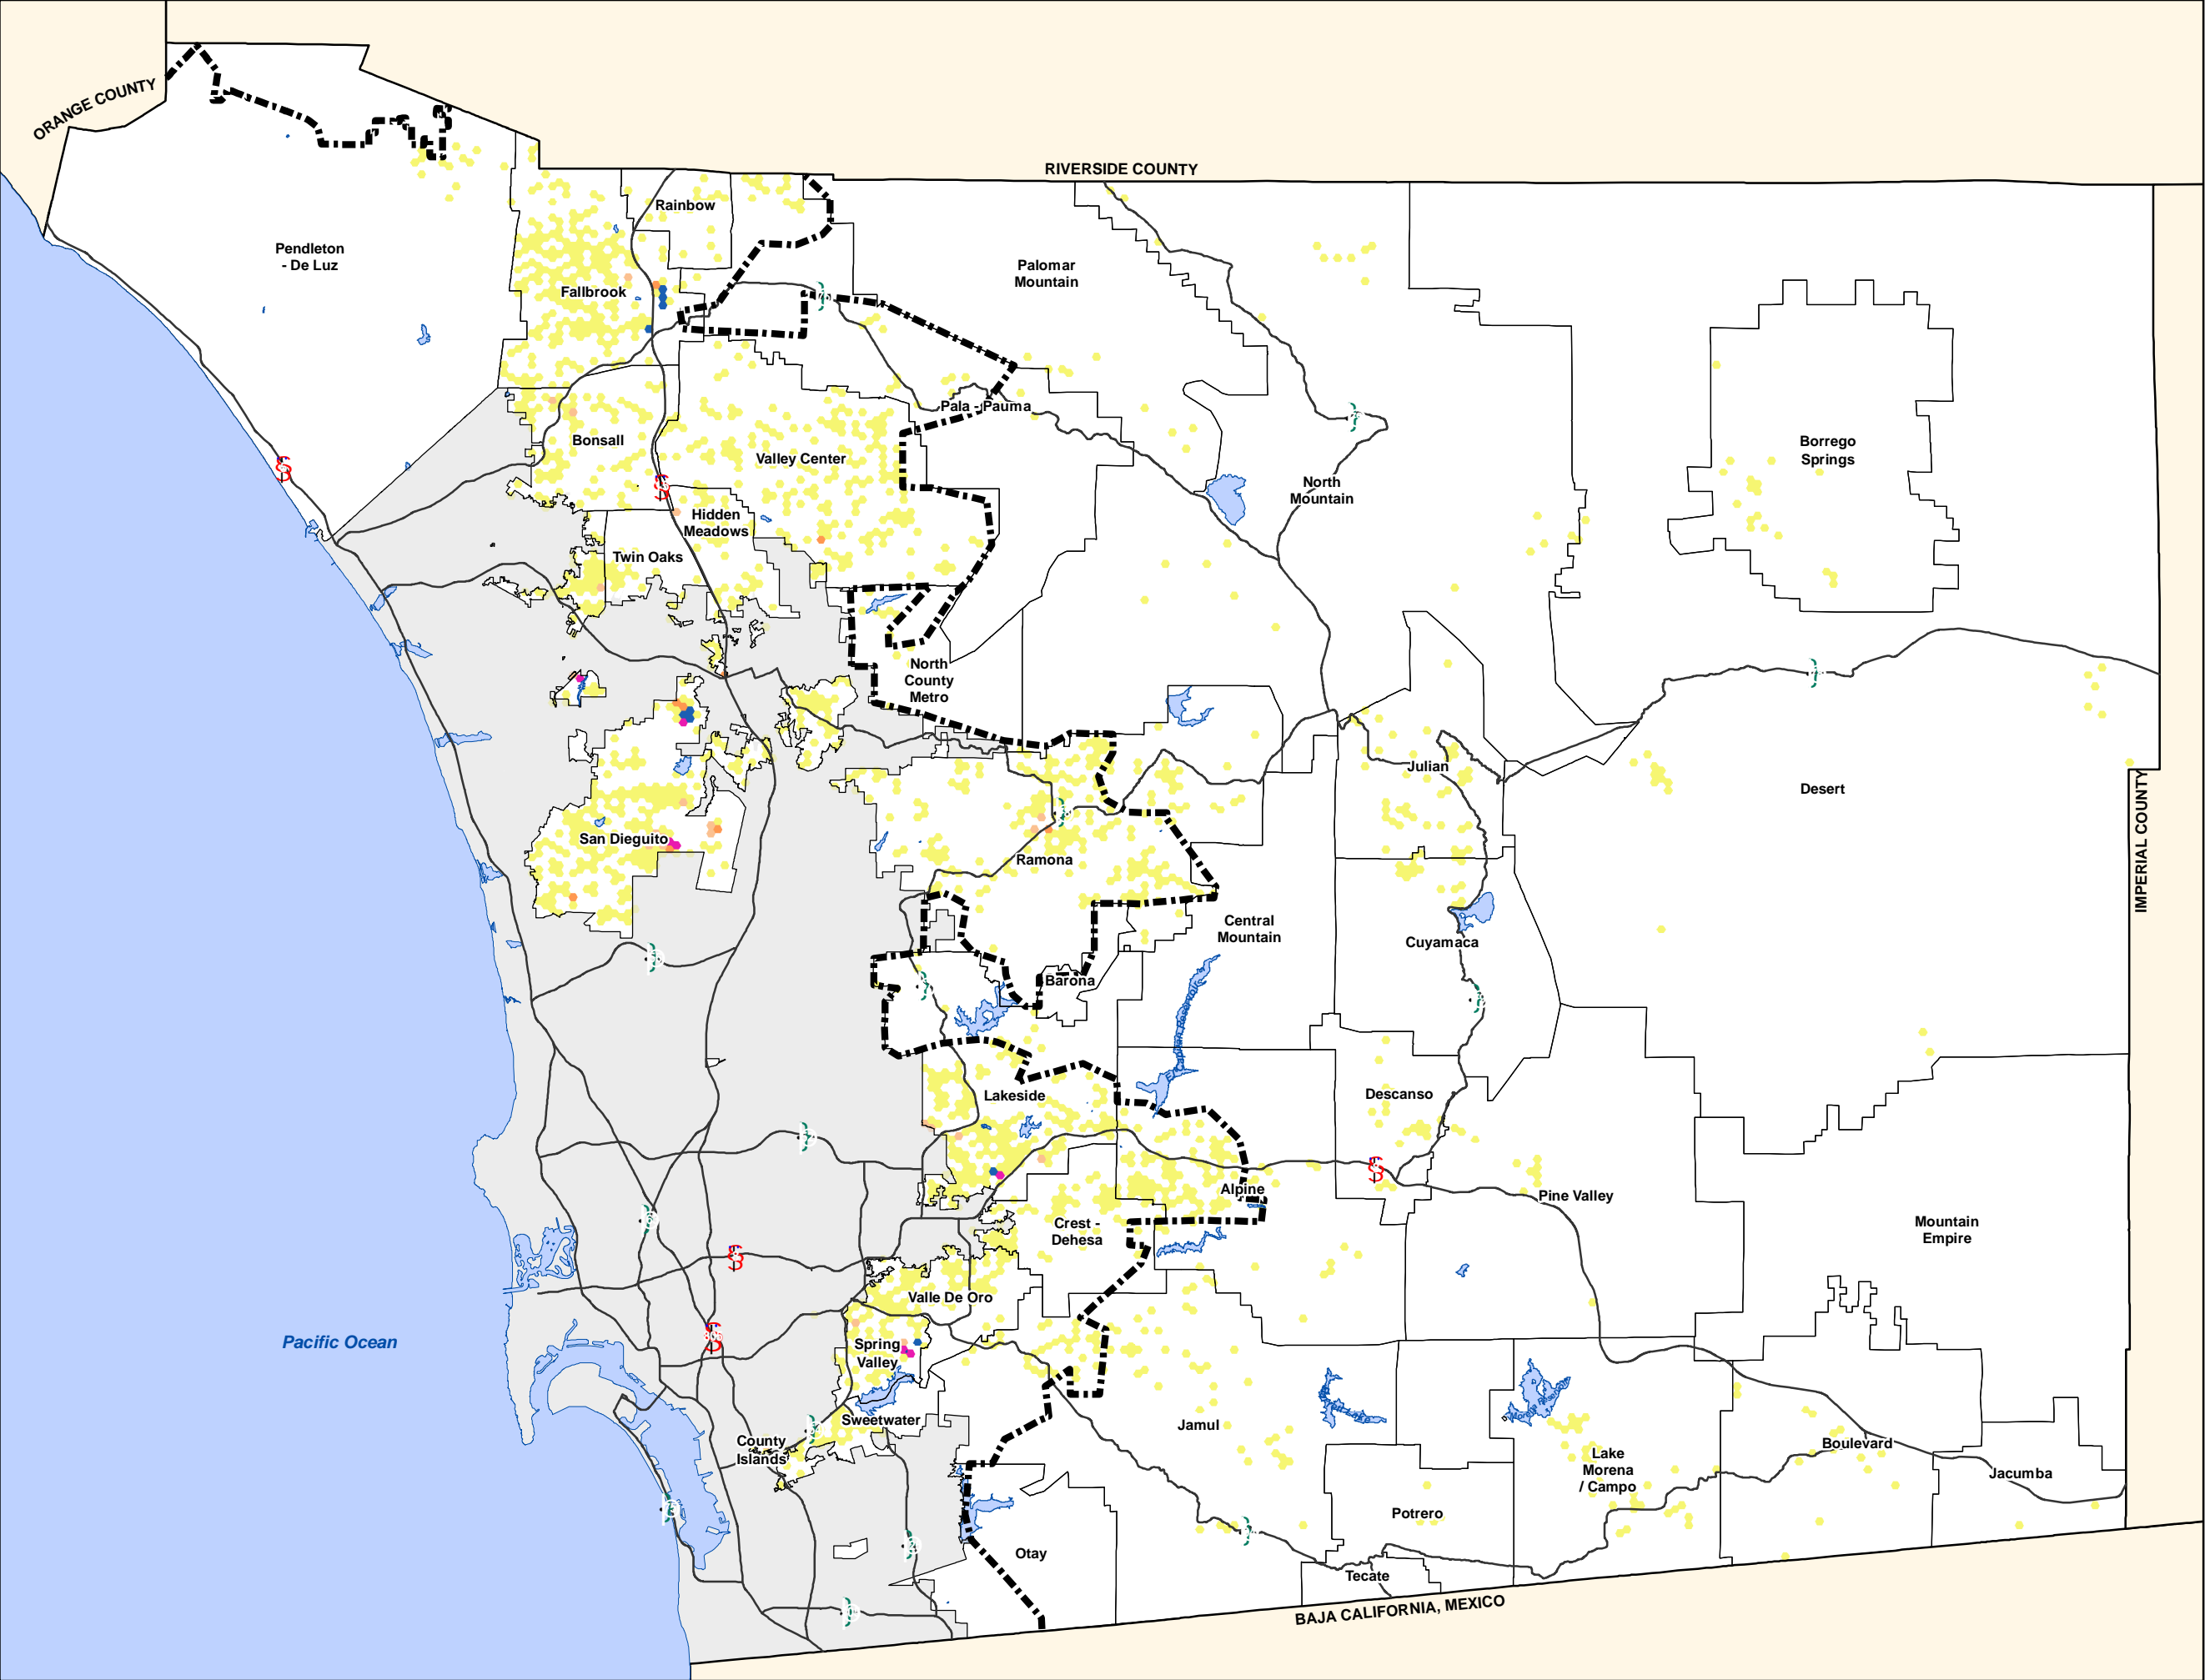 ORANGE COUNTY
RIVERSIDE COUNTY
Rainbow
Pendleton
- De Luz
Palomar
Mountain
Fallbrook
Pala - Pauma
Bonsall
Borrego
Springs
Valley Center
North
Mountain
Hidden
Meadows
Twin Oaks
North
County
Metro
Julian
Desert
IMPERIAL COUNTY
San Dieguito
Ramona
Central
Mountain
Cuyamaca
Barona
Lakeside
Descanso
Alpine
Pine Valley
Crest -
Dehesa
Mountain
Empire
Valle De Oro
Pacific Ocean
Spring
Valley
Sweetwater
Jamul
County
Islands
Boulevard
Lake
Morena
/ Campo
Jacumba
Potrero
Otay
Tecate
BAJA CALIFORNIA, MEXICO